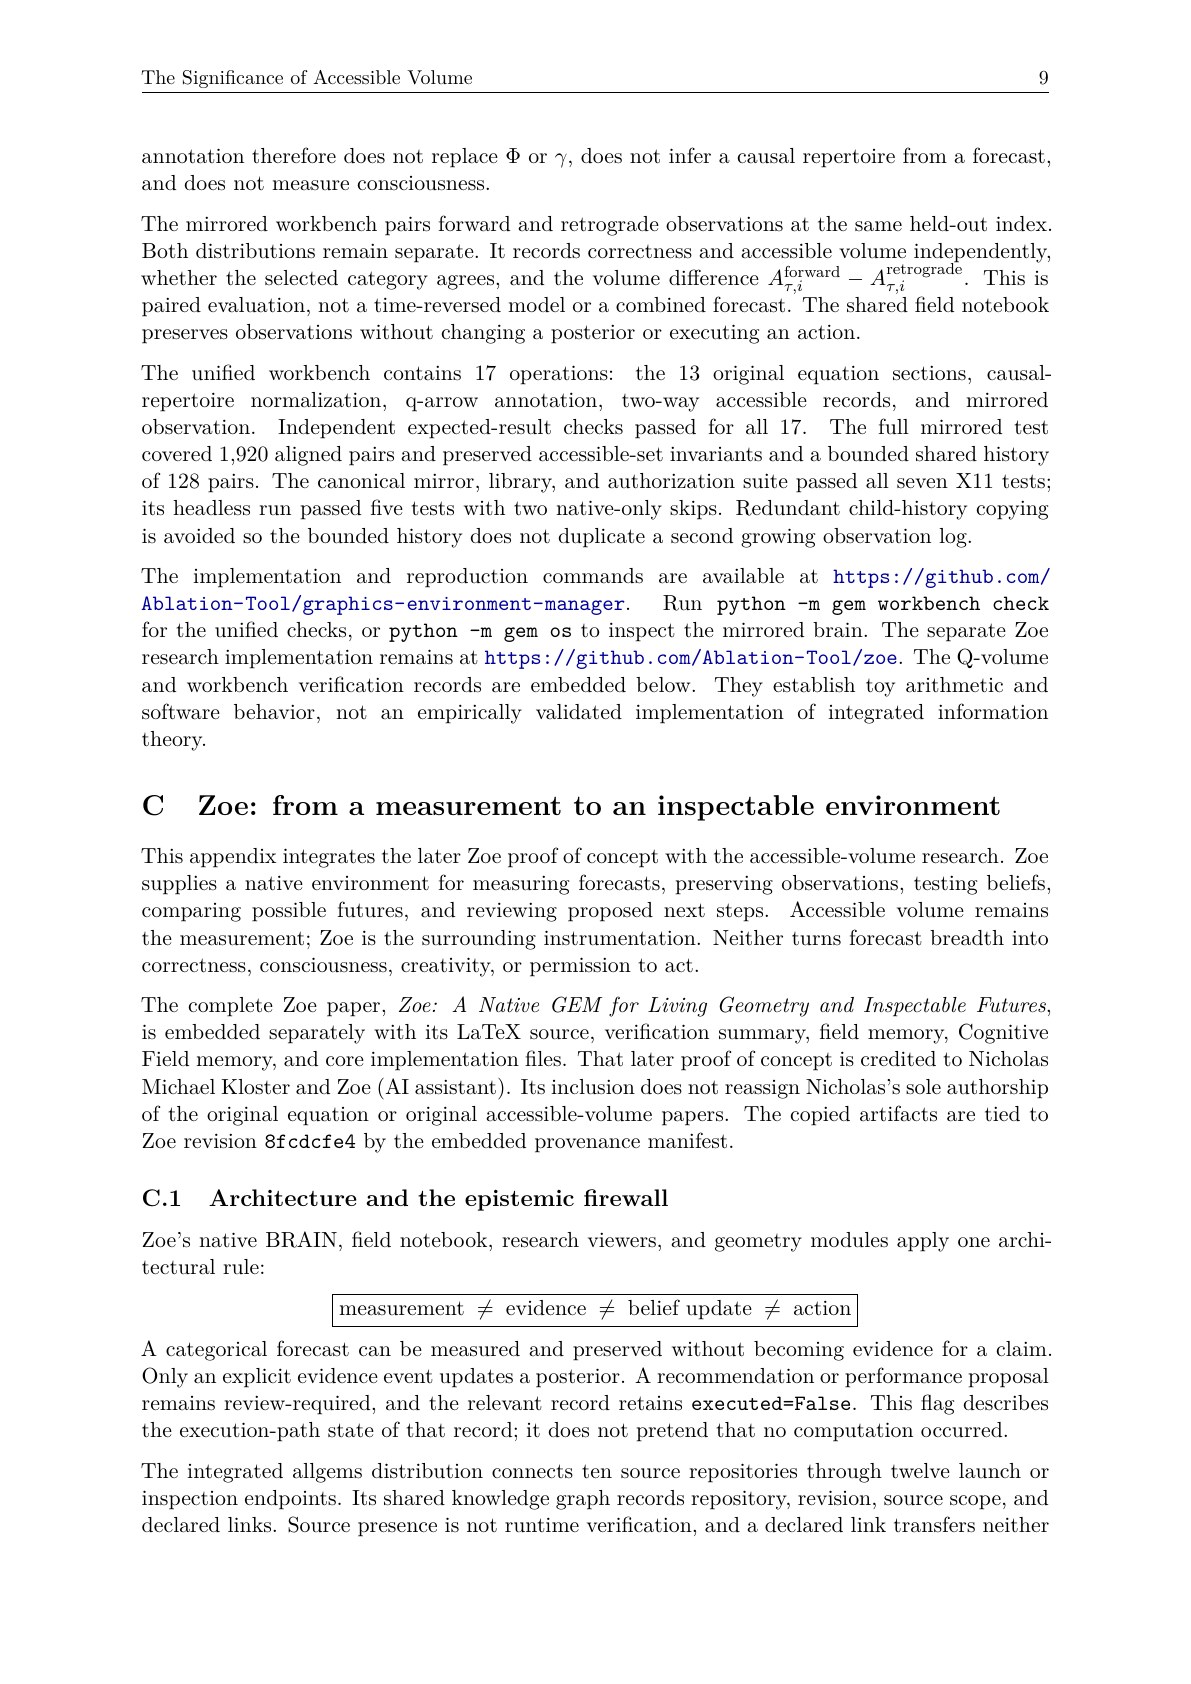 The Significance of Accessible Volume 9
annotation therefore does not replace Φ or γ, does not infer a causal repertoire from a forecast,
and does not measure consciousness.
The mirrored workbench pairs forward and retrograde observations at the same held-out index.
Both distributions remain separate. It records correctness and accessible volume independently,
whether the selected category agrees, and the volume difference A_{τ,i}^{forward} − A_{τ,i}^{retrograde}. This is
paired evaluation, not a time-reversed model or a combined forecast. The shared field notebook
preserves observations without changing a posterior or executing an action.
The unified workbench contains 17 operations: the 13 original equation sections, causal-
repertoire normalization, q-arrow annotation, two-way accessible records, and mirrored
observation. Independent expected-result checks passed for all 17. The full mirrored test
covered 1,920 aligned pairs and preserved accessible-set invariants and a bounded shared history
of 128 pairs. The canonical mirror, library, and authorization suite passed all seven X11 tests;
its headless run passed five tests with two native-only skips. Redundant child-history copying
is avoided so the bounded history does not duplicate a second growing observation log.
The implementation and reproduction commands are available at https://github.com/
Ablation-Tool/graphics-environment-manager. Run python -m gem workbench check
for the unified checks, or python -m gem os to inspect the mirrored brain. The separate Zoe
research implementation remains at https://github.com/Ablation-Tool/zoe. The Q-volume
and workbench verification records are embedded below. They establish toy arithmetic and
software behavior, not an empirically validated implementation of integrated information
theory.
C Zoe: from a measurement to an inspectable environment
This appendix integrates the later Zoe proof of concept with the accessible-volume research. Zoe
supplies a native environment for measuring forecasts, preserving observations, testing beliefs,
comparing possible futures, and reviewing proposed next steps. Accessible volume remains
the measurement; Zoe is the surrounding instrumentation. Neither turns forecast breadth into
correctness, consciousness, creativity, or permission to act.
The complete Zoe paper, Zoe: A Native GEM for Living Geometry and Inspectable Futures,
is embedded separately with its LaTeX source, verification summary, field memory, Cognitive
Field memory, and core implementation files. That later proof of concept is credited to Nicholas
Michael Kloster and Zoe (AI assistant). Its inclusion does not reassign Nicholas's sole authorship
of the original equation or original accessible-volume papers. The copied artifacts are tied to
Zoe revision 8fcdcfe4 by the embedded provenance manifest.
C.1 Architecture and the epistemic firewall
Zoe's native BRAIN, field notebook, research viewers, and geometry modules apply one archi-
tectural rule:
measurement ≠ evidence ≠ belief update ≠ action
A categorical forecast can be measured and preserved without becoming evidence for a claim.
Only an explicit evidence event updates a posterior. A recommendation or performance proposal
remains review-required, and the relevant record retains executed=False. This flag describes
the execution-path state of that record; it does not pretend that no computation occurred.
The integrated allgems distribution connects ten source repositories through twelve launch or
inspection endpoints. Its shared knowledge graph records repository, revision, source scope, and
declared links. Source presence is not runtime verification, and a declared link transfers neither